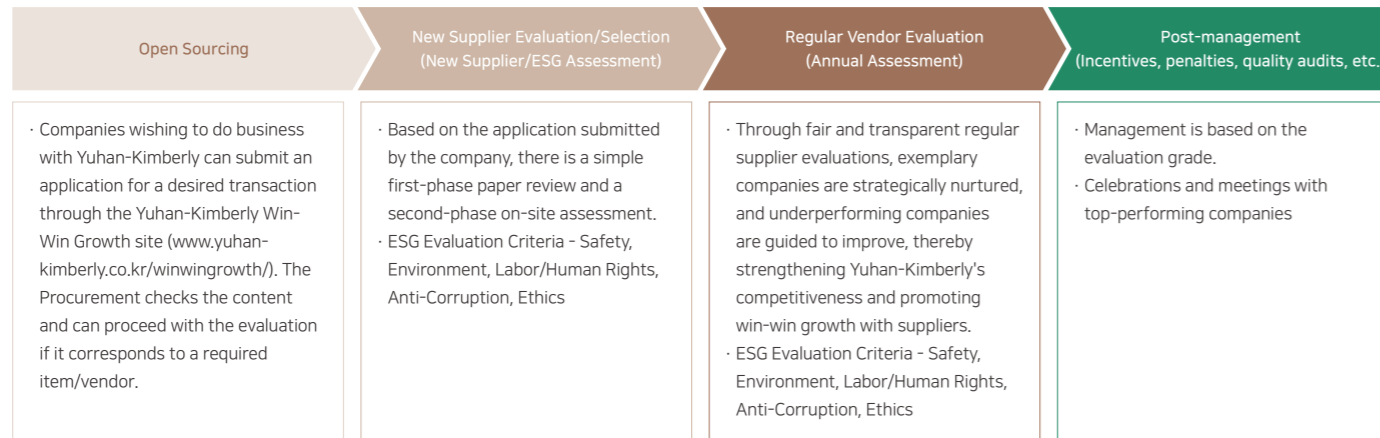 Open Sourcing
New Supplier Evaluation/Selection
(New Supplier/ESG Assessment)
Regular Vendor Evaluation
(Annual Assessment)
Post-management
(Incentives, penalties, quality audits, etc.
· Companies wishing to do business
with Yuhan-Kimberly can submit an
application for a desired transaction
through the Yuhan-Kimberly Win-
Win Growth site (www.yuhan-
kimberly.co.kr/winwingrowth/). The
Procurement checks the content
and can proceed with the evaluation
if it corresponds to a required
item/vendor.
· Based on the application submitted
by the company, there is a simple
first-phase paper review and a
second-phase on-site assessment.
· ESG Evaluation Criteria - Safety,
Environment, Labor/Human Rights,
Anti-Corruption, Ethics
· Through fair and transparent regular
supplier evaluations, exemplary
companies are strategically nurtured,
and underperforming companies
are guided to improve, thereby
strengthening Yuhan-Kimberly's
competitiveness and promoting
win-win growth with suppliers.
· ESG Evaluation Criteria - Safety,
Environment, Labor/Human Rights,
Anti-Corruption, Ethics
· Management is based on the
evaluation grade.
· Celebrations and meetings with
top-performing companies